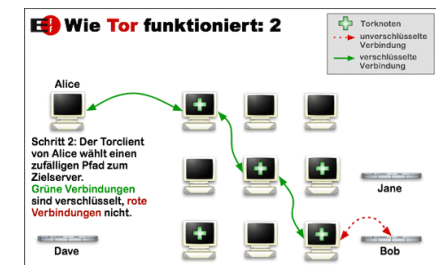 EFF Wie Tor funktioniert: 2
Torknoten
unverschlüsselte
Verbindung
verschlüsselte
Verbindung
Alice
Schritt 2: Der Torclient
von Alice wählt einen
zufälligen Pfad zum
Zielserver.
Grüne Verbindungen
sind verschlüsselt, rote
Verbindungen nicht.
Jane
Dave
Bob